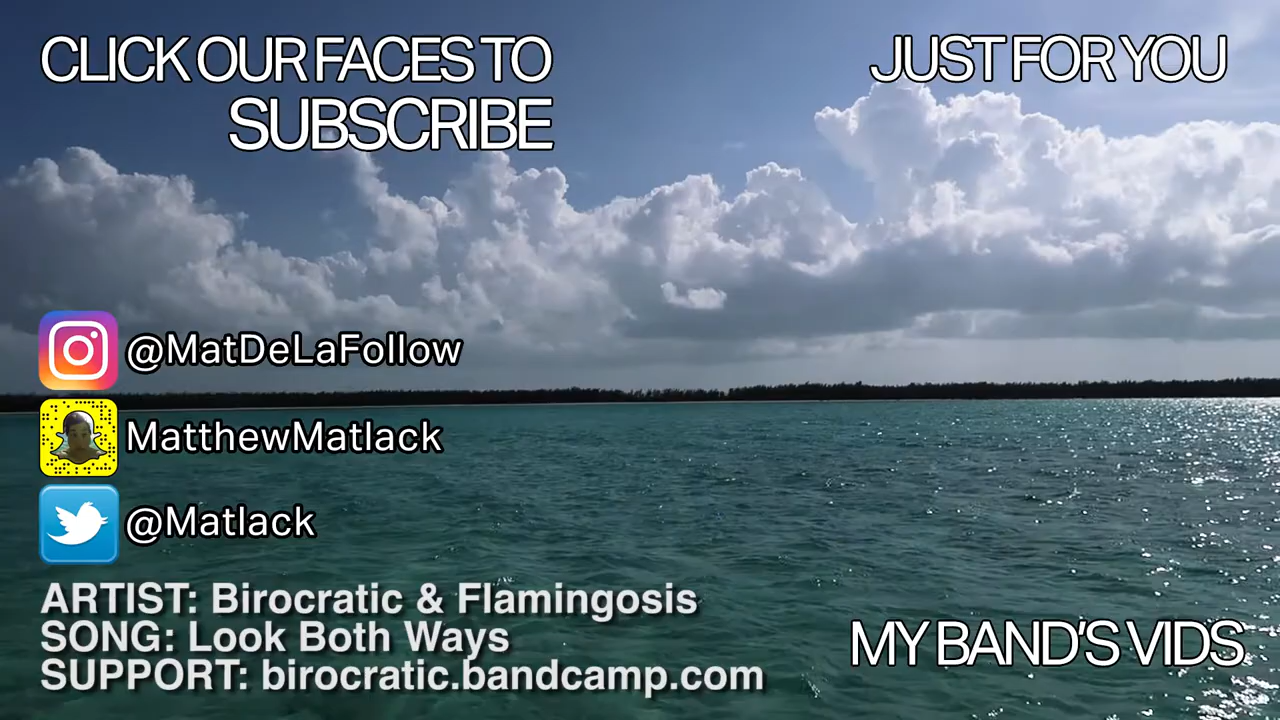 CLICK OUR FACES TO
SUBSCRIBE
JUST FOR YOU
@MatDeLaFollow
MatthewMatlack
@Matlack
ARTIST: Birocratic & Flamingosis
SONG: Look Both Ways
SUPPORT: birocratic.bandcamp.com
MY BAND'S VIDS